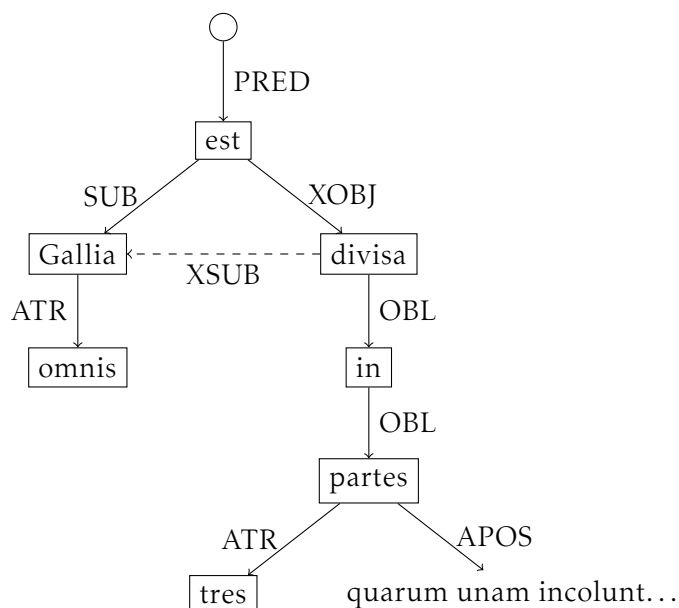 PRED
est
SUB XOBJ
Gallia divisa
XSUB
ATR OBL
omnis in
OBL
partes
ATR APOS
tres quarum unam incolunt...